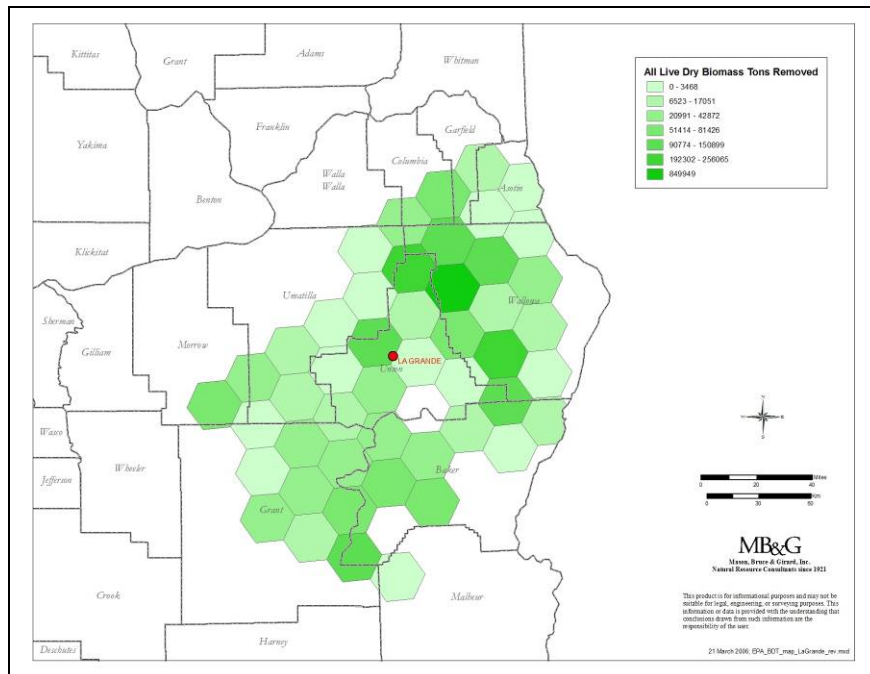 Kittitas
Grant
Adams
Whitman
All Live Dry Biomass Tons Removed
0 - 3468
6523 - 17051
20991 - 42872
51414 - 81426
90774 - 150899
192302 - 256065
849949
Yakima
Franklin
Garfield
Columbia
Walla
Walla
Asotin
Benton
Klickitat
Umatilla
Wallowa
Sherman
Gilliam
Morrow
LA GRANDE
Union
Wasco
Jefferson
Wheeler
Baker
Grant
Crook
Malheur
Harney
Deschutes
0 20 40 Miles
0 30 60 Km
MB&G
Mason, Bruce & Girard, Inc.
Natural Resource Consultants since 1921
This product is for informational purposes and may not be
suitable for legal, engineering, or surveying purposes. This
information or data is provided with the understanding that
conclusions drawn from such information are the
responsibility of the user.
21 March 2006; EPA_BDT_map_LaGrande_rev.mxd